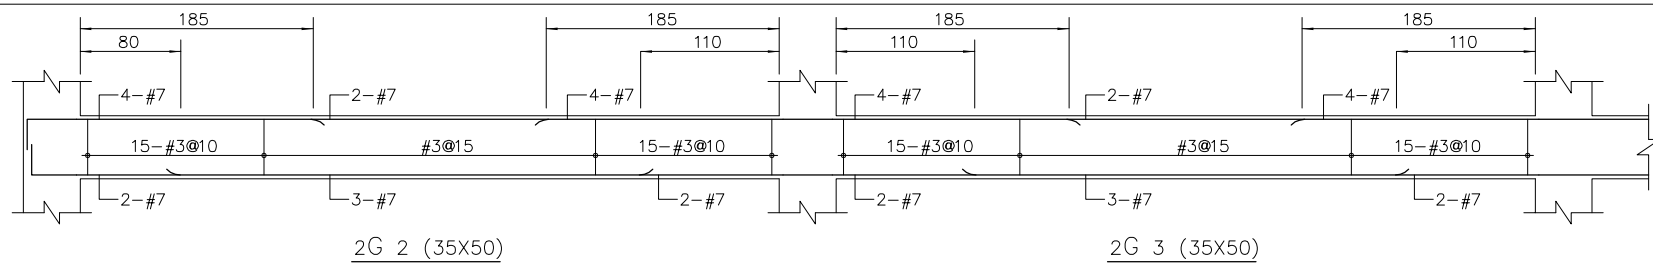 185 185 185 185
80 110 110 110
4-#7 2-#7 4-#7 4-#7 2-#7 4-#7
15-#3@10 #3@15 15-#3@10 15-#3@10 #3@15 15-#3@10
2-#7 3-#7 2-#7 2-#7 3-#7 2-#7
2G 2 (35X50) 2G 3 (35X50)